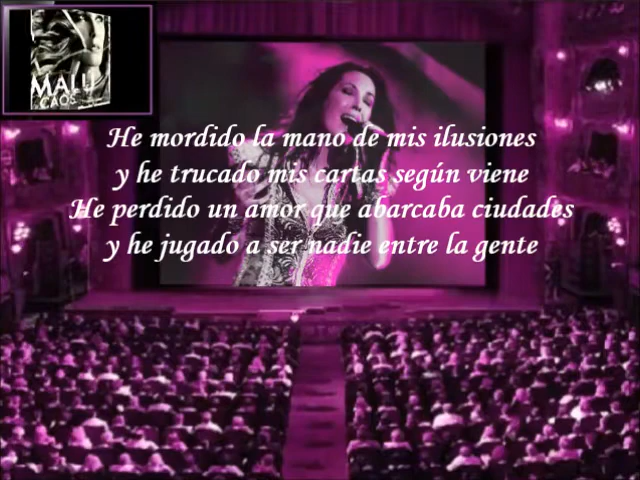 MALÚ
CAOS
He mordido la mano de mis ilusiones
y he trucado mis cartas según viene
He perdido un amor que abarcaba ciudades
y he jugado a ser nadie entre la gente